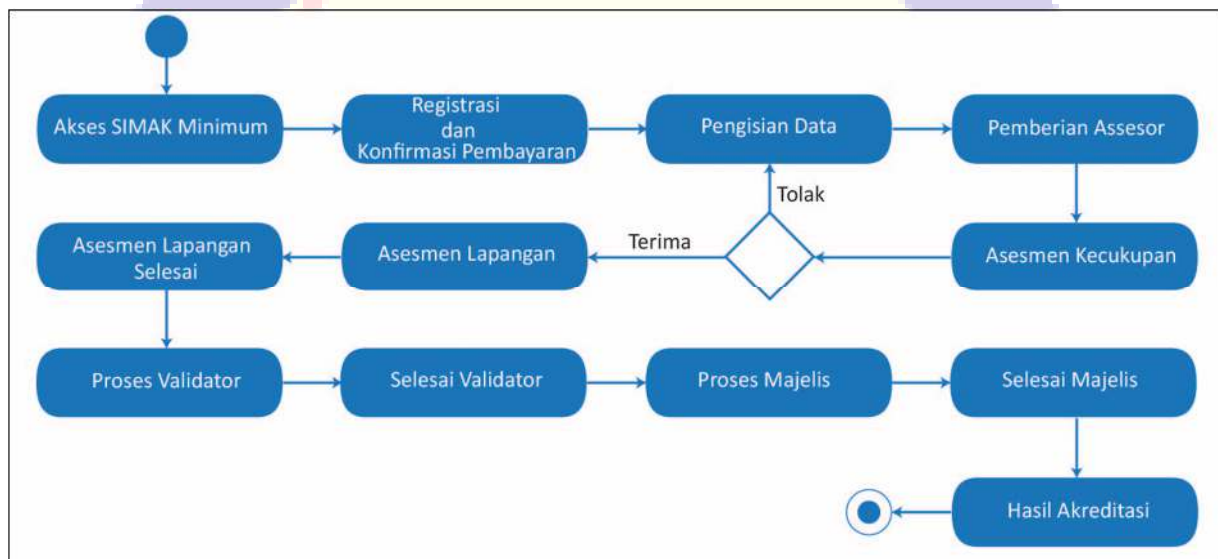 Akses SIMAK Minimum
Registrasi
dan
Konfirmasi Pembayaran
Pengisian Data
Pemberian Assesor
Tolak
Asesmen Lapangan
Selesai
Asesmen Lapangan
Terima
Asesmen Kecukupan
Proses Validator
Selesai Validator
Proses Majelis
Selesai Majelis
Hasil Akreditasi